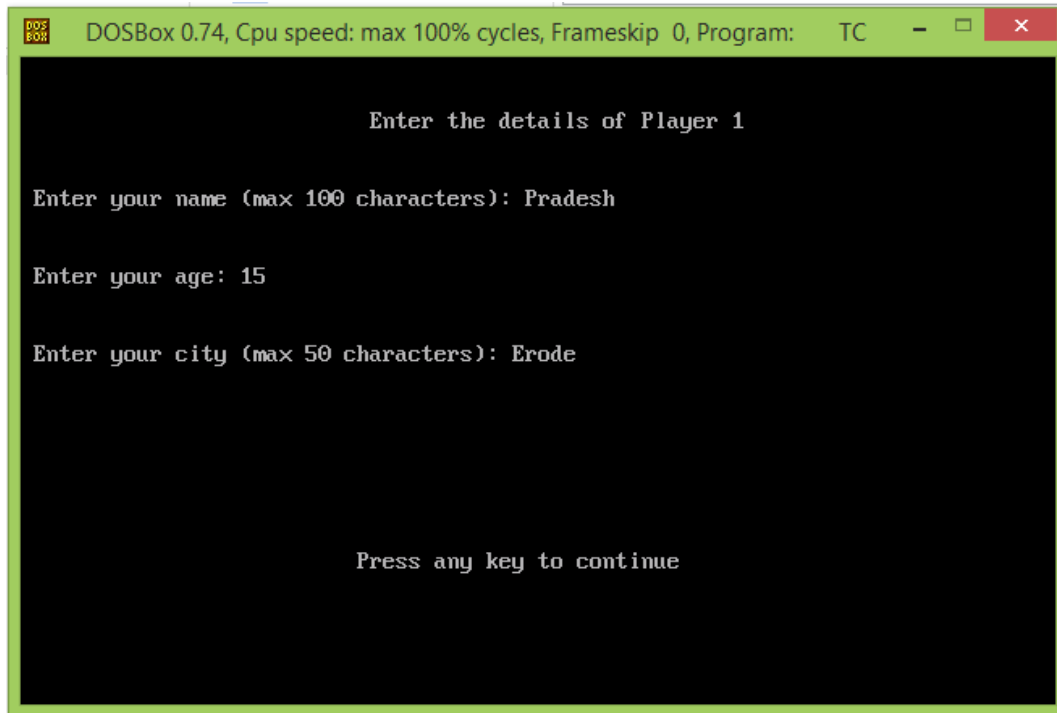 DOS
BOX
DOSBox 0.74, Cpu speed: max 100% cycles, Frameskip 0, Program: TC
Enter the details of Player 1
Enter your name (max 100 characters): Pradesh
Enter your age: 15
Enter your city (max 50 characters): Erode
Press any key to continue